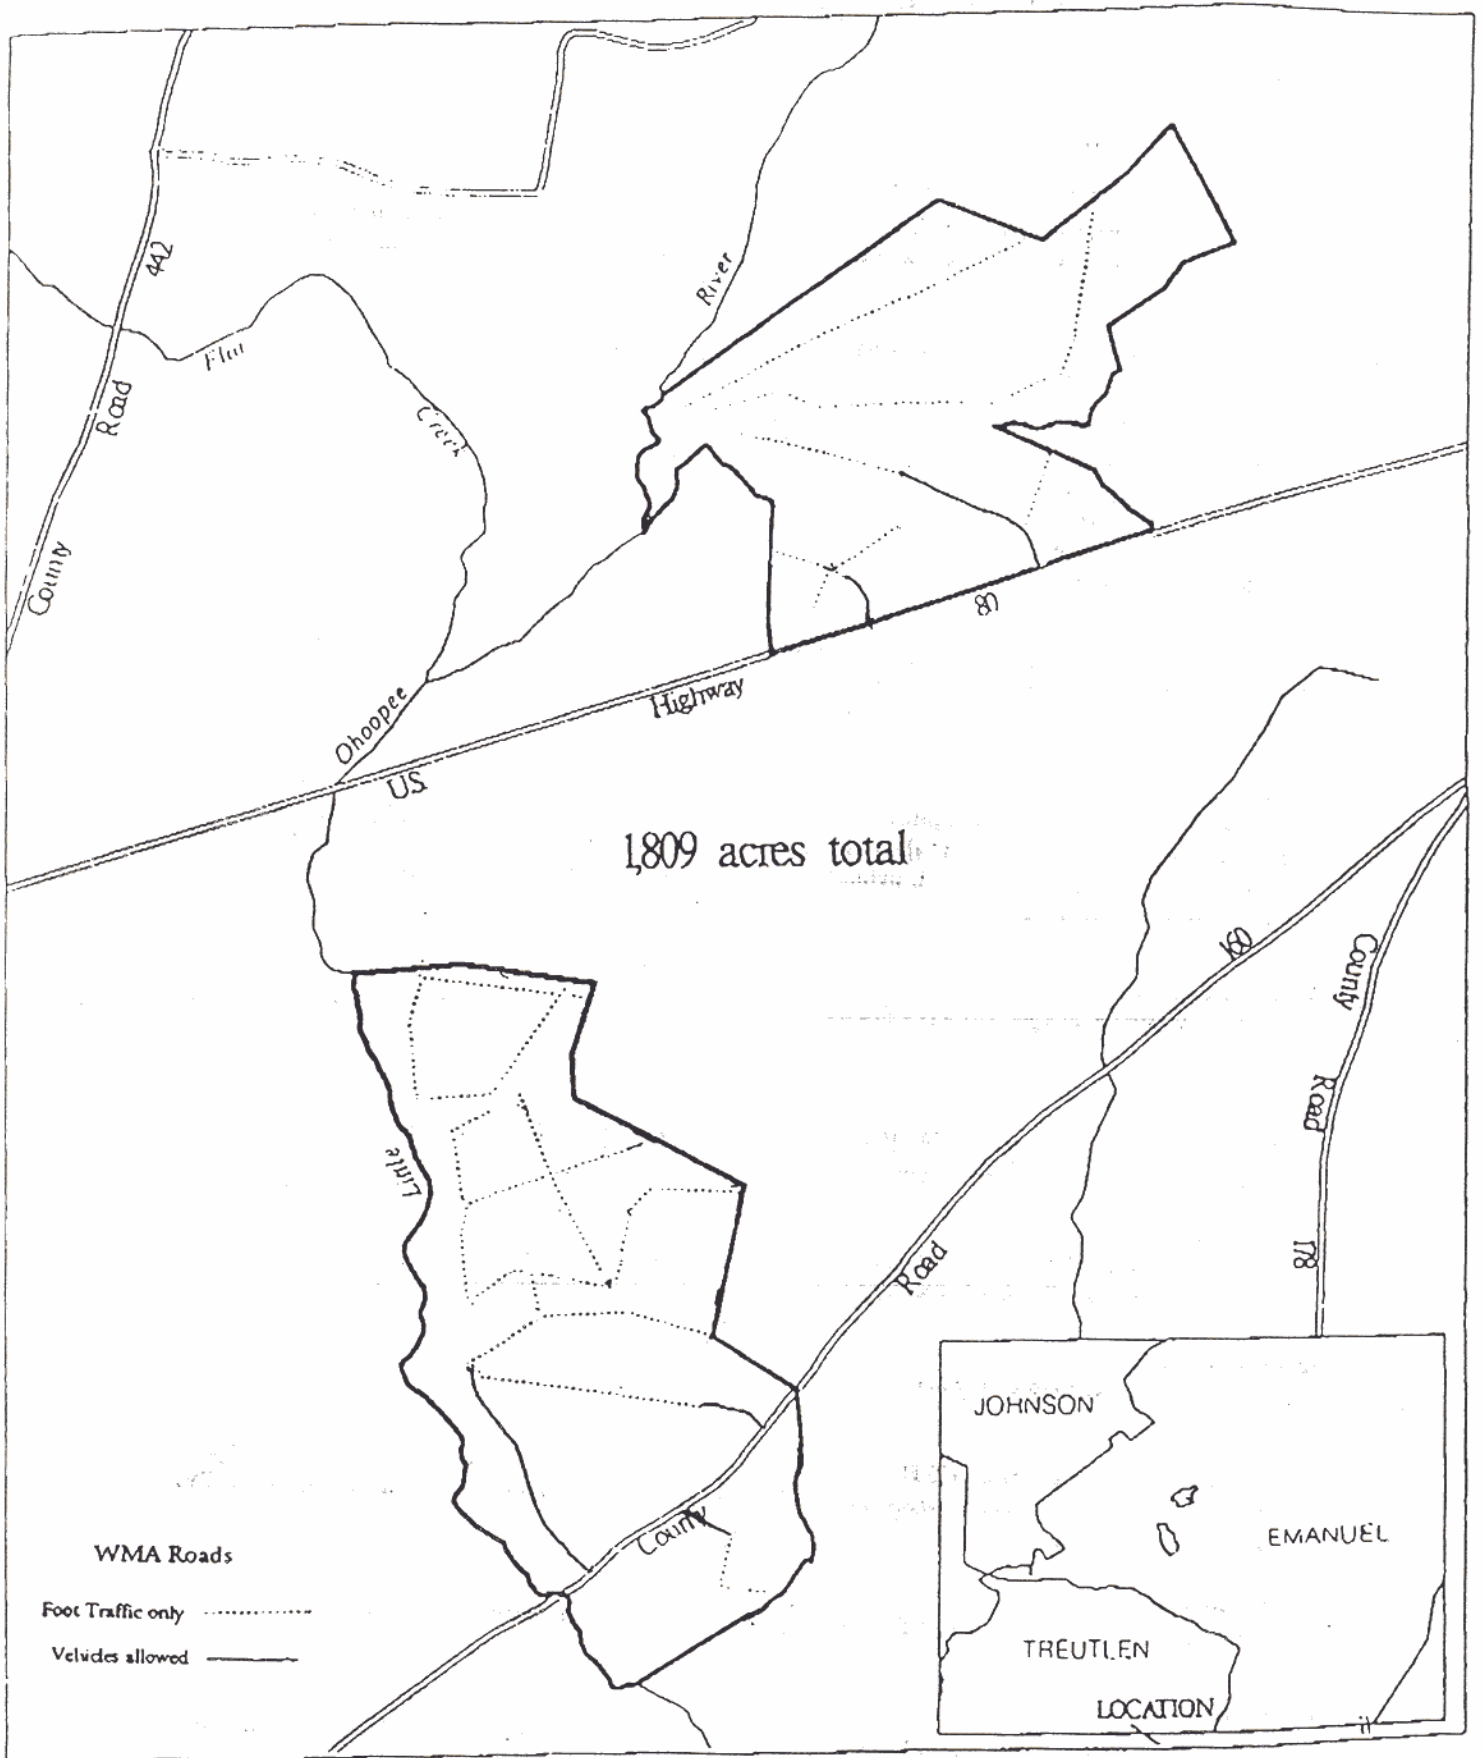 442
Road
County
River
Creek
80
Highway
US.
Ohoopee
1,809 acres total
160
County
Road
178
Little
Road
County
JOHNSON
EMANUEL
TREUTLEN
LOCATION
WMA Roads
Foot Traffic only
Vehicles allowed